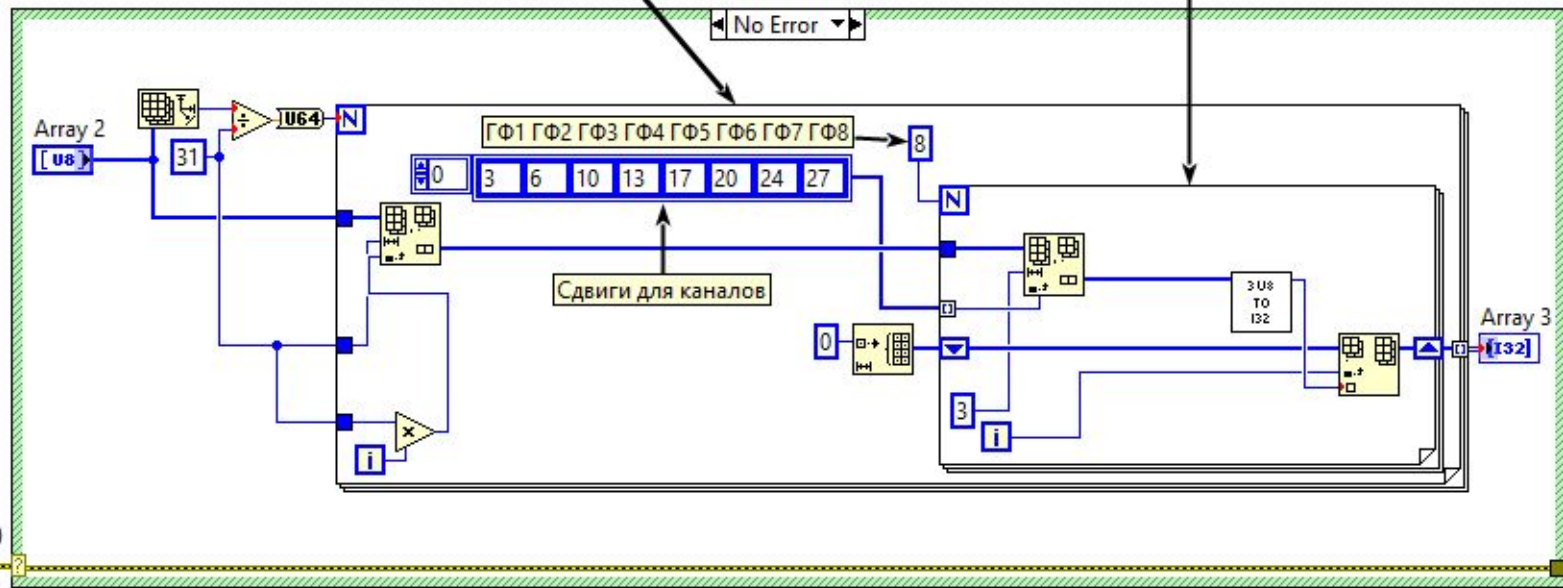 No Error
Array 2
[U8]
31
U64
N
ГФ1 ГФ2 ГФ3 ГФ4 ГФ5 ГФ6 ГФ7 ГФ8
8
0
3 6 10 13 17 20 24 27
N
Сдвиги для каналов
3 U8
TO
I32
Array 3
[I32]
0
3
i
i
?